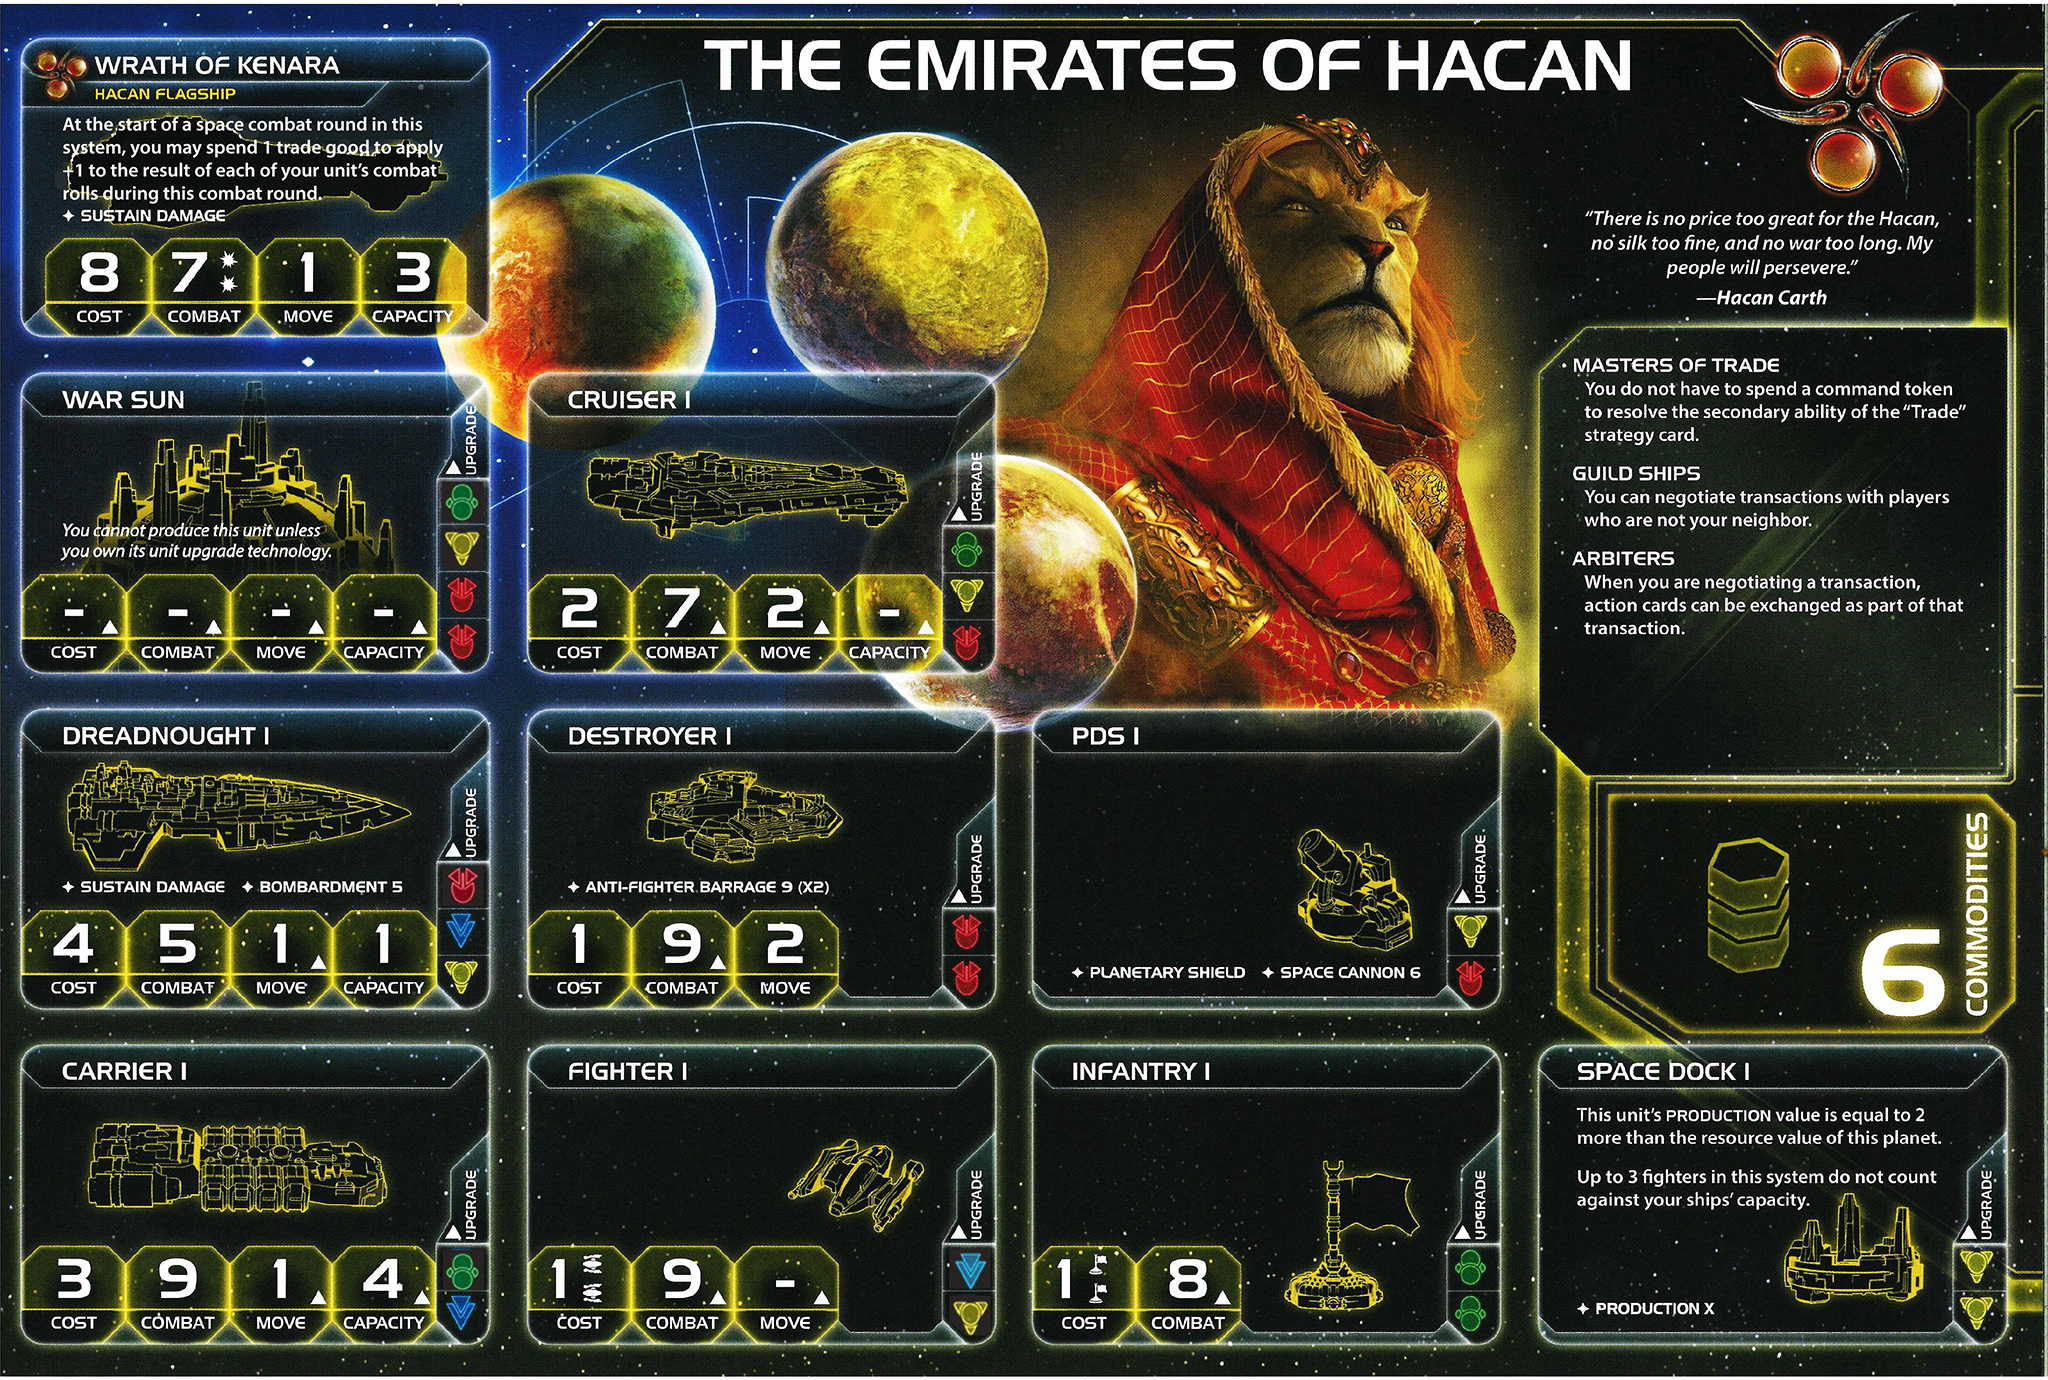 THE EMIRATES OF HACAN
WRATH OF KENARA
HACAN FLAGSHIP
At the start of a space combat round in this
system, you may spend 1 trade good to apply
+1 to the result of each of your unit's combat
rolls during this combat round.
SUSTAIN DAMAGE
8 7 1 3
COST COMBAT MOVE CAPACITY
“There is no price too great for the Hacan,
no silk too fine, and no war too long. My
people will persevere.”
—Hacan Carth
WAR SUN
You cannot produce this unit unless
you own its unit upgrade technology.
UPGRADE
- - - -
COST COMBAT MOVE CAPACITY
CRUISER I
UPGRADE
2 7 2 -
COST COMBAT MOVE CAPACITY
MASTERS OF TRADE
You do not have to spend a command token
to resolve the secondary ability of the “Trade”
strategy card.
GUILD SHIPS
You can negotiate transactions with players
who are not your neighbor.
ARBITERS
When you are negotiating a transaction,
action cards can be exchanged as part of that
transaction.
DREADNOUGHT I
UPGRADE
SUSTAIN DAMAGE BOMBARDMENT 5
4 5 1 1
COST COMBAT MOVE CAPACITY
DESTROYER I
UPGRADE
ANTI-FIGHTER BARRAGE 9 (X2)
1 9 2
COST COMBAT MOVE
PDS I
UPGRADE
PLANETARY SHIELD SPACE CANNON 6
6
COMMODITIES
CARRIER I
UPGRADE
3 9 1 4
COST COMBAT MOVE CAPACITY
FIGHTER I
UPGRADE
1 9 -
COST COMBAT MOVE
INFANTRY I
UPGRADE
1 8
COST COMBAT
SPACE DOCK I
This unit's PRODUCTION value is equal to 2
more than the resource value of this planet.
Up to 3 fighters in this system do not count
against your ships' capacity.
UPGRADE
PRODUCTION X